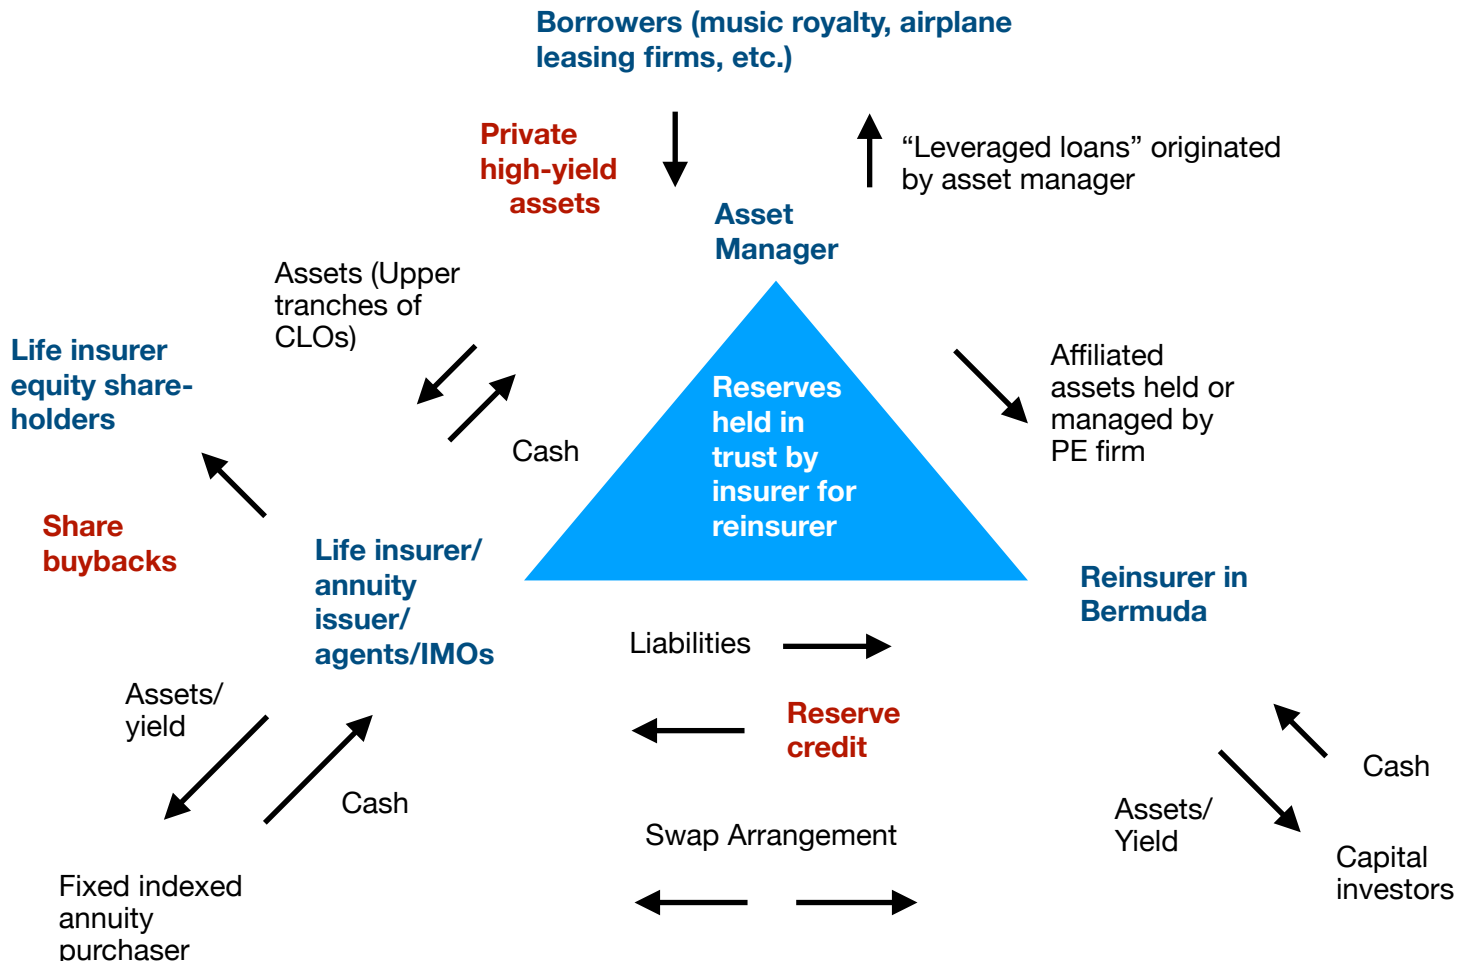 Borrowers (music royalty, airplane
leasing firms, etc.)
Private
high-yield
assets
“Leveraged loans” originated
by asset manager
Asset
Manager
Assets (Upper
tranches of
CLOs)
Life insurer
equity share-
holders
Cash
Reserves
held in
trust by
insurer for
reinsurer
Affiliated
assets held or
managed by
PE firm
Share
buybacks
Life insurer/
annuity
issuer/
agents/IMOs
Reinsurer in
Bermuda
Liabilities
Assets/
yield
Reserve
credit
Cash
Cash
Swap Arrangement
Assets/
Yield
Capital
investors
Fixed indexed
annuity
purchaser